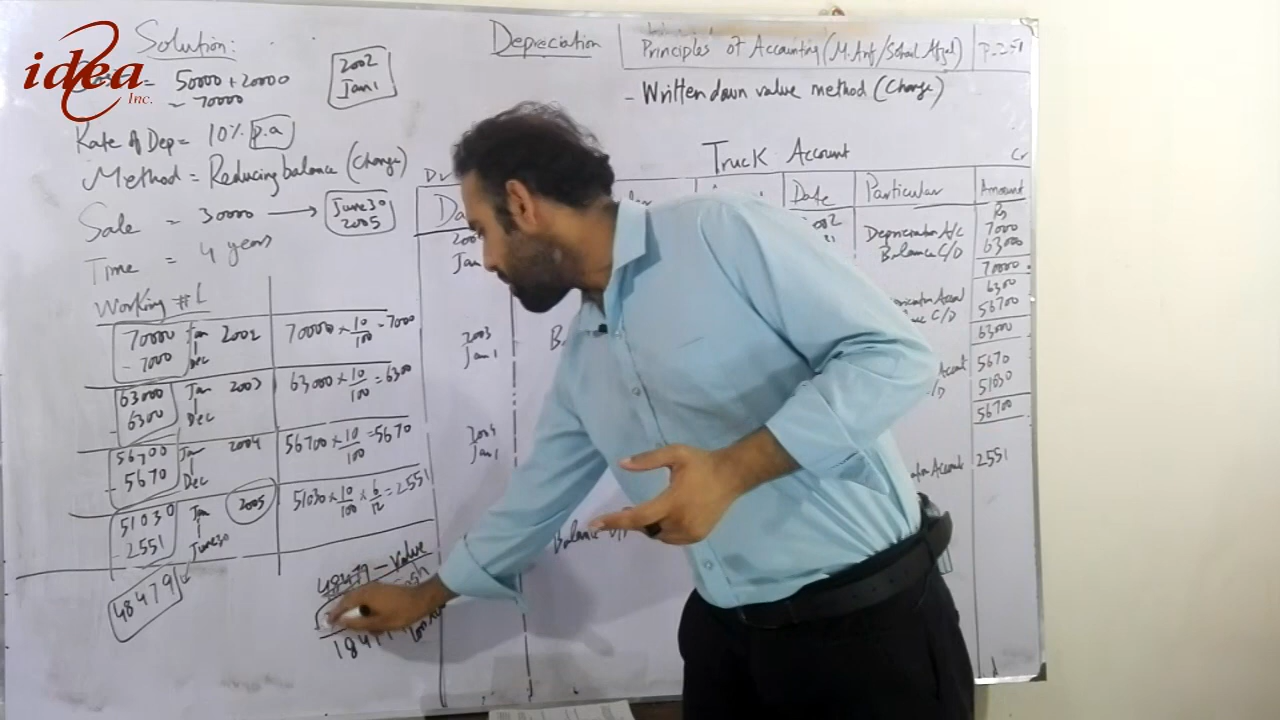 idea
Inc.
Solution:
= 50000 + 20000
= 70000
2002
Jan 1
Rate of Dep = 10% p.a
Method = Reducing balance (Change)
Sale = 30000 → June 30 2005
Time = 4 years
Working # 1
70000 Jan 2002 70000 × 10/100 = 7000
- 7000 Dec
63000 Jan 2003 63000 × 10/100 = 6300
- 6300 Dec
56700 Jan 2004 56700 × 10/100 = 5670
- 5670 Dec
51030 Jan 2005 51030 × 10/100 × 6/12 = 2551
- 2551 June 30
48479
48479 - Value
Depreciation
Principles of Accounting (M. Arif/Sohail Afzal) P-251
- Written down value method (Change)
Truck Account
Dr Cr
Date Particular Amount
Rs
Depreciation A/C 7000
Balance C/D 63000
70000
6300
C/D 56700
63000
5670
51030
56700
2551
Jan
2003
Jan 1
2004
Jan 1
Balance